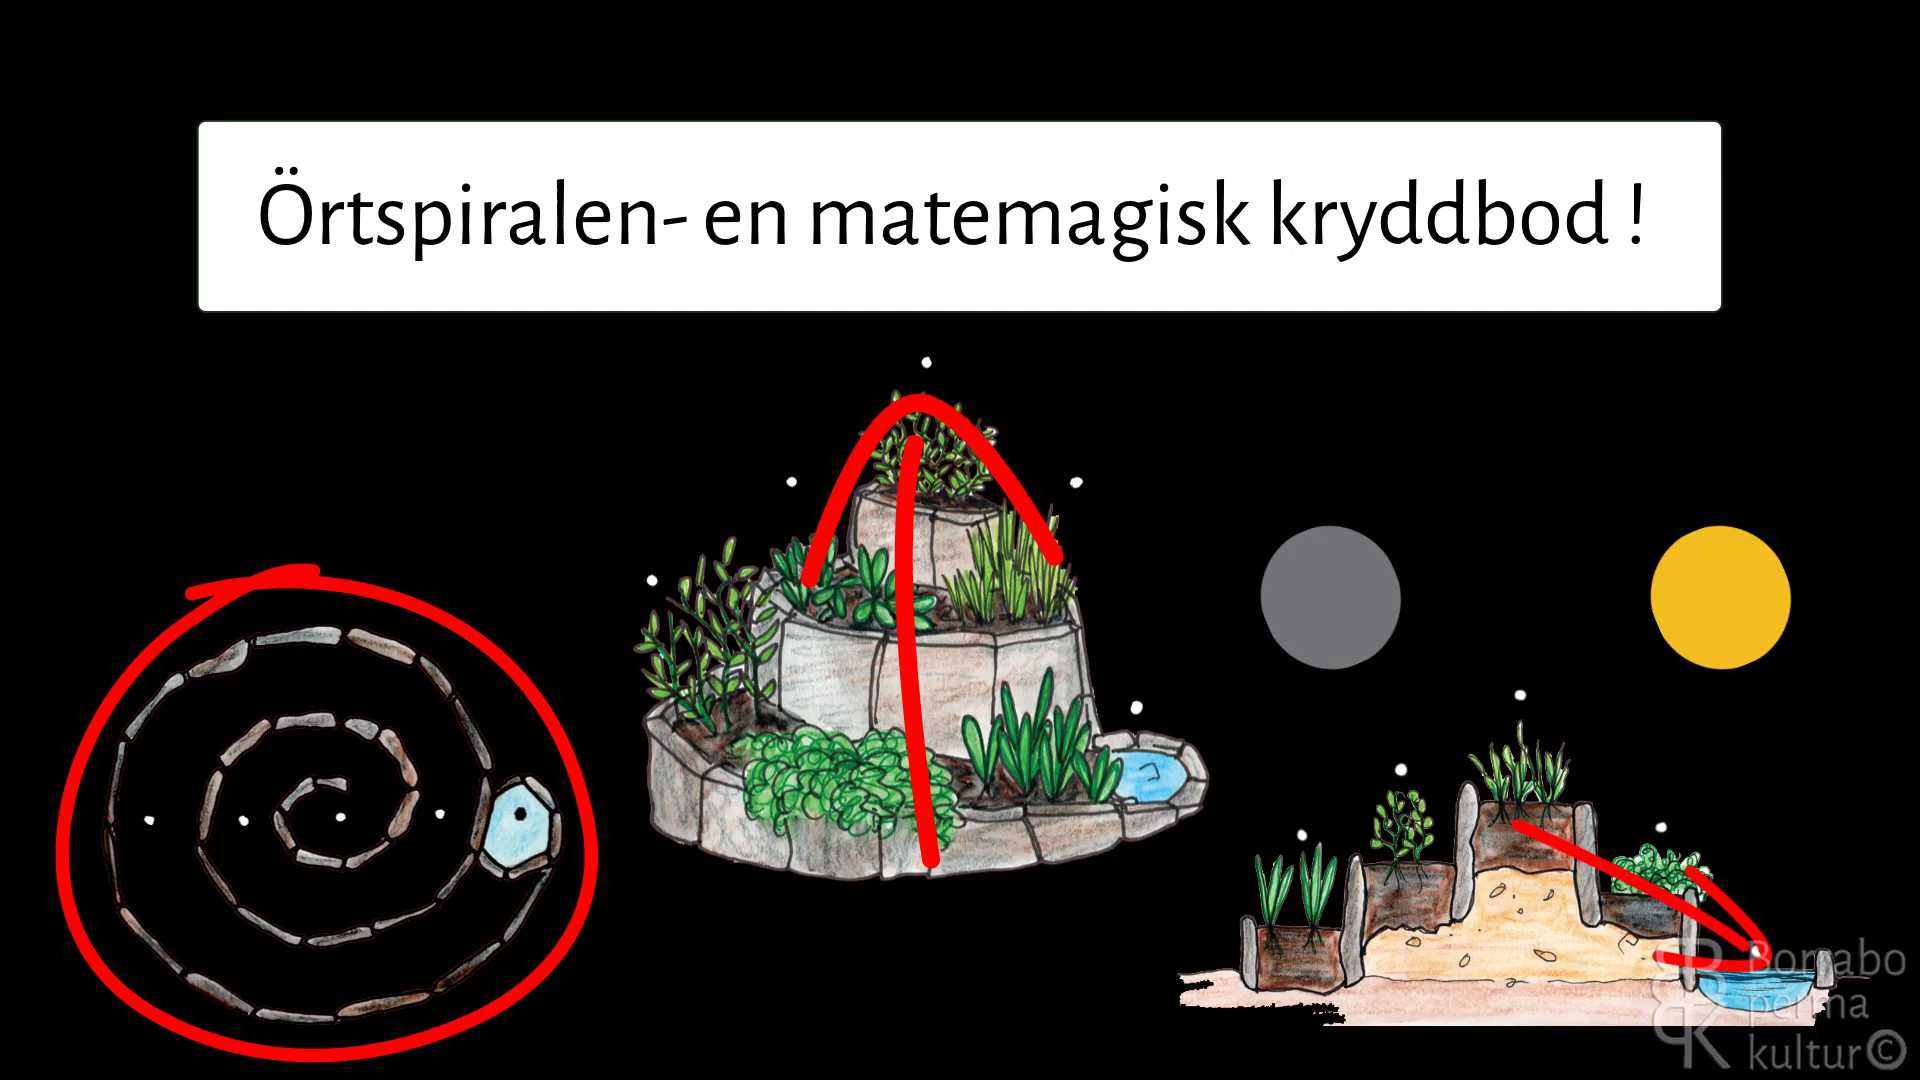 Örtspiralen- en matemagisk kryddbod !
Bomabo
perma
kultur©